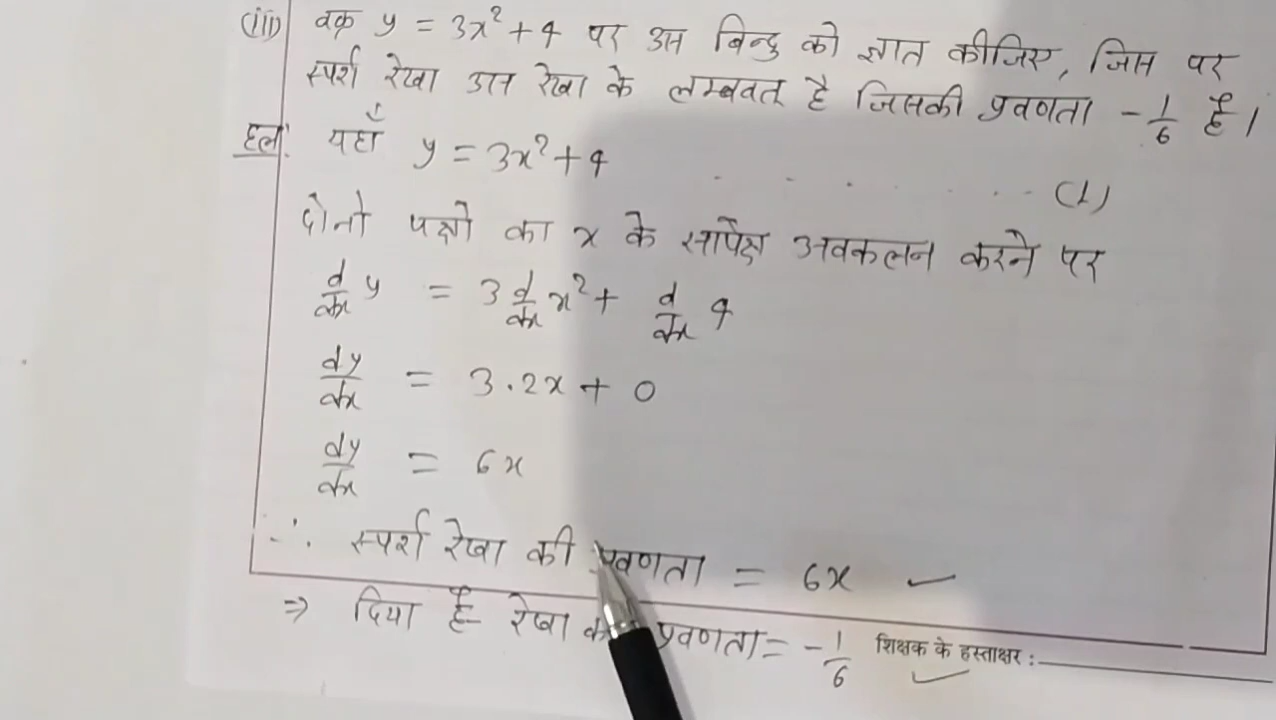 (iii) वक्र y = 3x² + 4 पर उस बिन्दु को ज्ञात कीजिए, जिस पर
स्पर्श रेखा उस रेखा के लम्बवत् है जिसकी प्रवणता -1/6 है।
हल: यहाँ y = 3x² + 4 . . . . . . . (1)
दोनो पक्षो का x के सापेक्ष अवकलन करने पर
d/dx y = 3 d/dx x² + d/dx 4
dy/dx = 3.2x + 0
dy/dx = 6x
∴ स्पर्श रेखा की प्रवणता = 6x
⇒ दिया है रेखा प्रवणता = -1/6 शिक्षक के हस्ताक्षर :